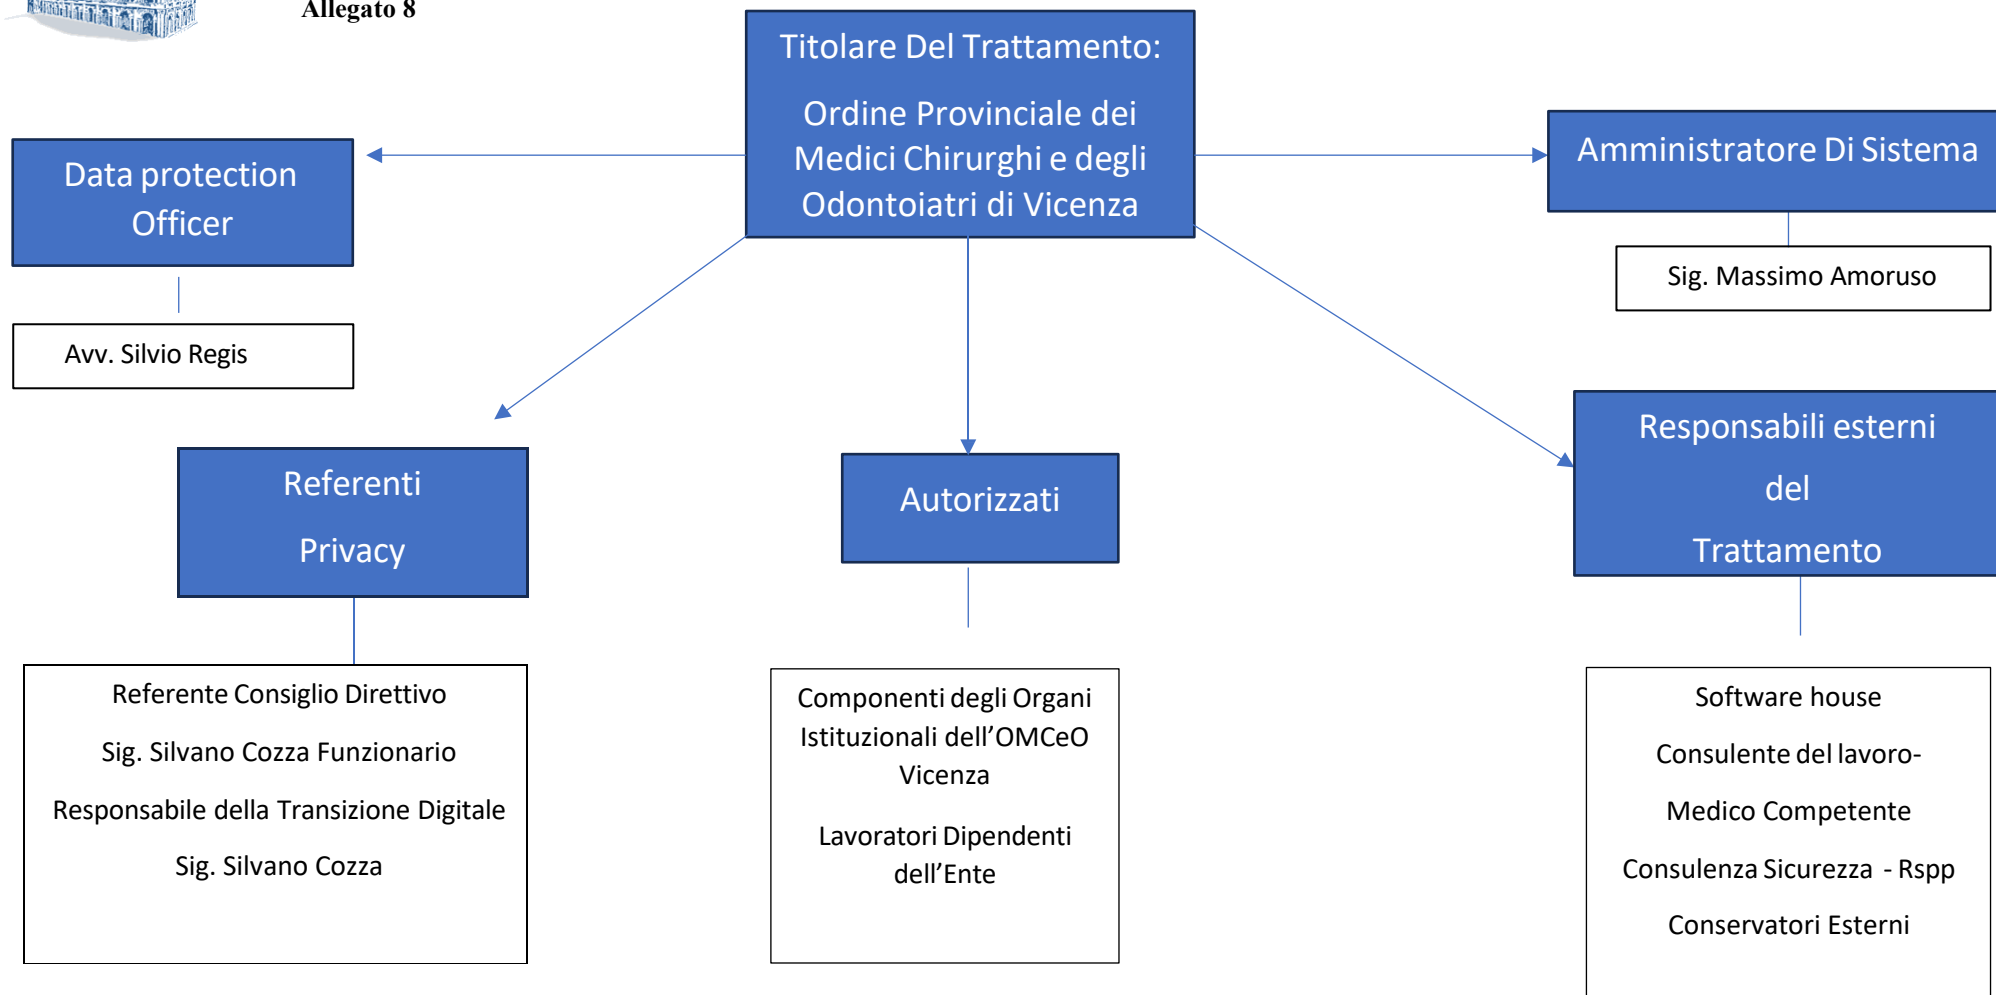 Allegato 8
Titolare Del Trattamento:
Ordine Provinciale dei
Medici Chirurghi e degli
Odontoiatri di Vicenza
Data protection
Officer
Avv. Silvio Regis
Amministratore Di Sistema
Sig. Massimo Amoruso
Referenti
Privacy
Referente Consiglio Direttivo
Sig. Silvano Cozza Funzionario
Responsabile della Transizione Digitale
Sig. Silvano Cozza
Autorizzati
Componenti degli Organi
Istituzionali dell’OMCeO
Vicenza
Lavoratori Dipendenti
dell’Ente
Responsabili esterni
del
Trattamento
Software house
Consulente del lavoro-
Medico Competente
Consulenza Sicurezza - Rspp
Conservatori Esterni